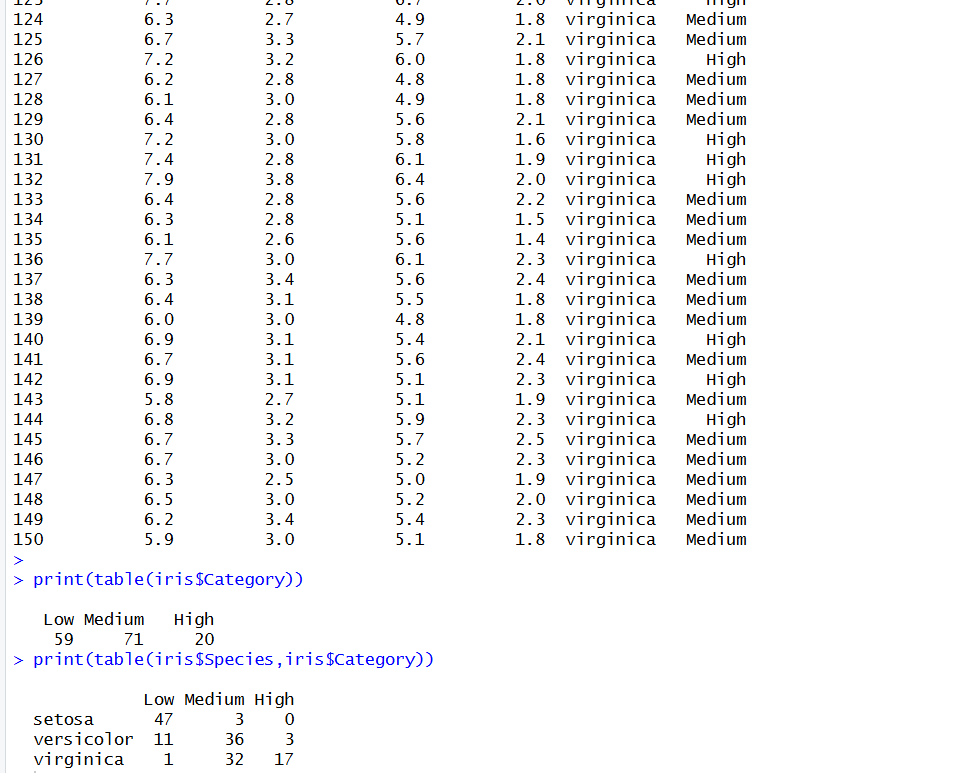 123 7.7 2.8 6.7 2.0 virginica High
124 6.3 2.7 4.9 1.8 virginica Medium
125 6.7 3.3 5.7 2.1 virginica Medium
126 7.2 3.2 6.0 1.8 virginica High
127 6.2 2.8 4.8 1.8 virginica Medium
128 6.1 3.0 4.9 1.8 virginica Medium
129 6.4 2.8 5.6 2.1 virginica Medium
130 7.2 3.0 5.8 1.6 virginica High
131 7.4 2.8 6.1 1.9 virginica High
132 7.9 3.8 6.4 2.0 virginica High
133 6.4 2.8 5.6 2.2 virginica Medium
134 6.3 2.8 5.1 1.5 virginica Medium
135 6.1 2.6 5.6 1.4 virginica Medium
136 7.7 3.0 6.1 2.3 virginica High
137 6.3 3.4 5.6 2.4 virginica Medium
138 6.4 3.1 5.5 1.8 virginica Medium
139 6.0 3.0 4.8 1.8 virginica Medium
140 6.9 3.1 5.4 2.1 virginica High
141 6.7 3.1 5.6 2.4 virginica Medium
142 6.9 3.1 5.1 2.3 virginica High
143 5.8 2.7 5.1 1.9 virginica Medium
144 6.8 3.2 5.9 2.3 virginica High
145 6.7 3.3 5.7 2.5 virginica Medium
146 6.7 3.0 5.2 2.3 virginica Medium
147 6.3 2.5 5.0 1.9 virginica Medium
148 6.5 3.0 5.2 2.0 virginica Medium
149 6.2 3.4 5.4 2.3 virginica Medium
150 5.9 3.0 5.1 1.8 virginica Medium
>
> print(table(iris$Category))
Low Medium High
59 71 20
> print(table(iris$Species,iris$Category))
Low Medium High
setosa 47 3 0
versicolor 11 36 3
virginica 1 32 17